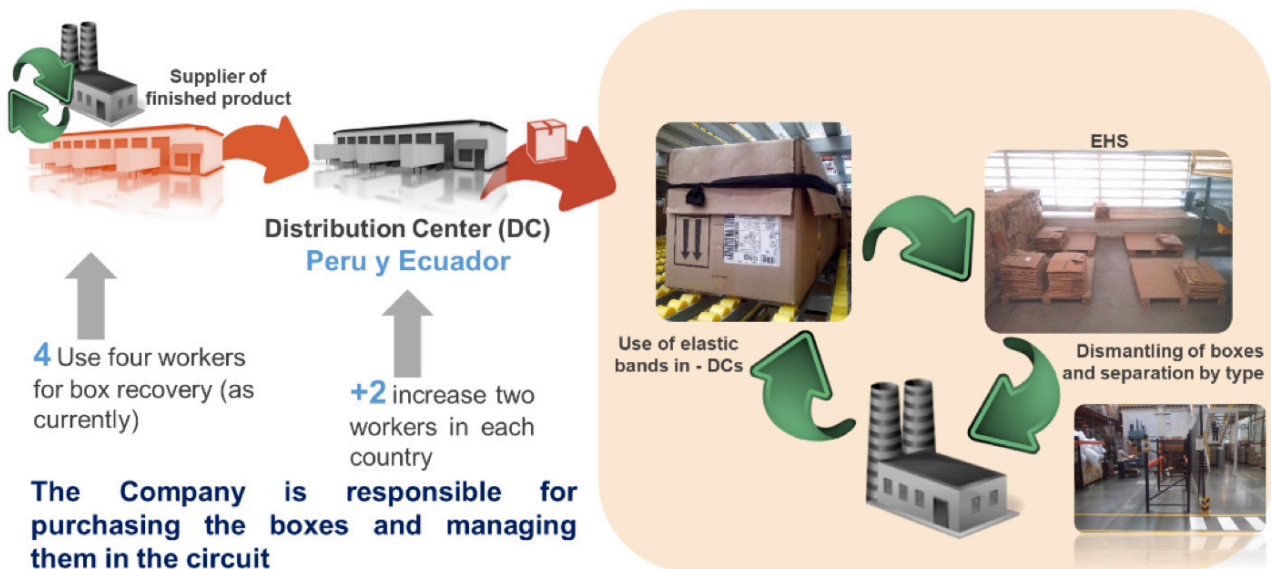 Supplier of
finished product
Distribution Center (DC)
Peru y Ecuador
4 Use four workers
for box recovery (as
currently)
+2 increase two
workers in each
country
The Company is responsible for
purchasing the boxes and managing
them in the circuit
EHS
Use of elastic
bands in - DCs
Dismantling of boxes
and separation by type